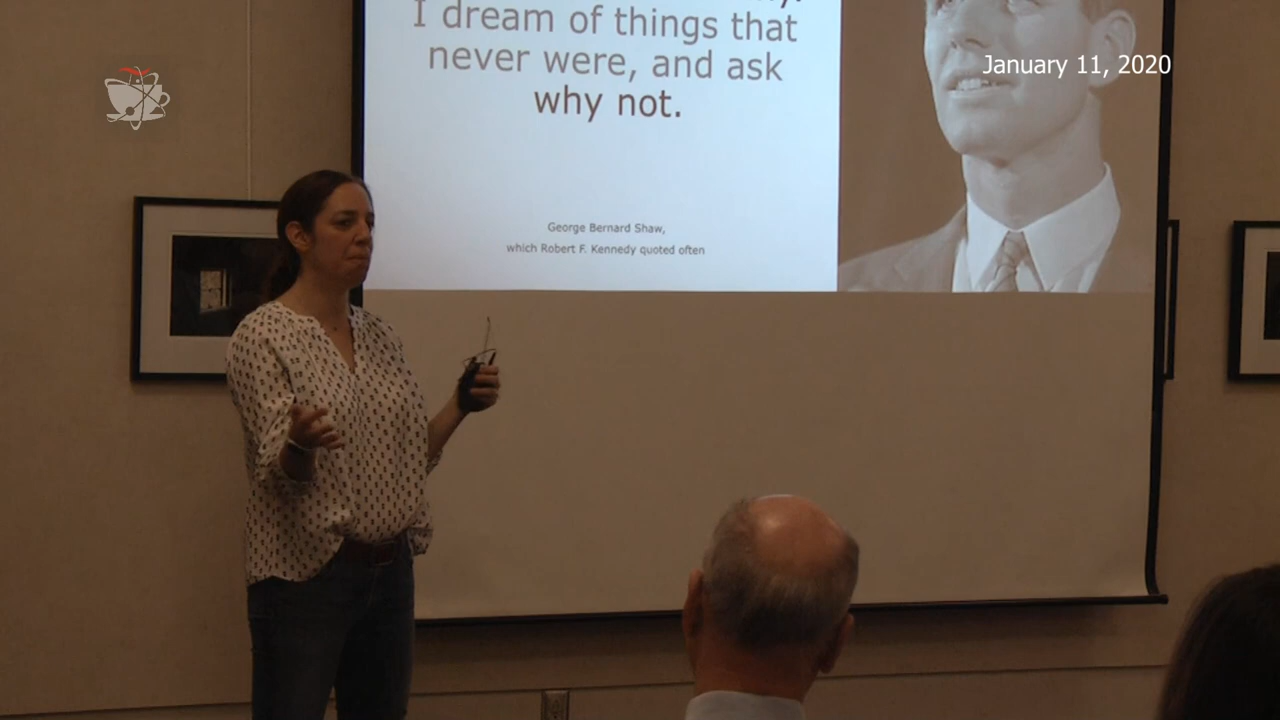 I dream of things that
never were, and ask
why not.
George Bernard Shaw,
which Robert F. Kennedy quoted often
January 11, 2020